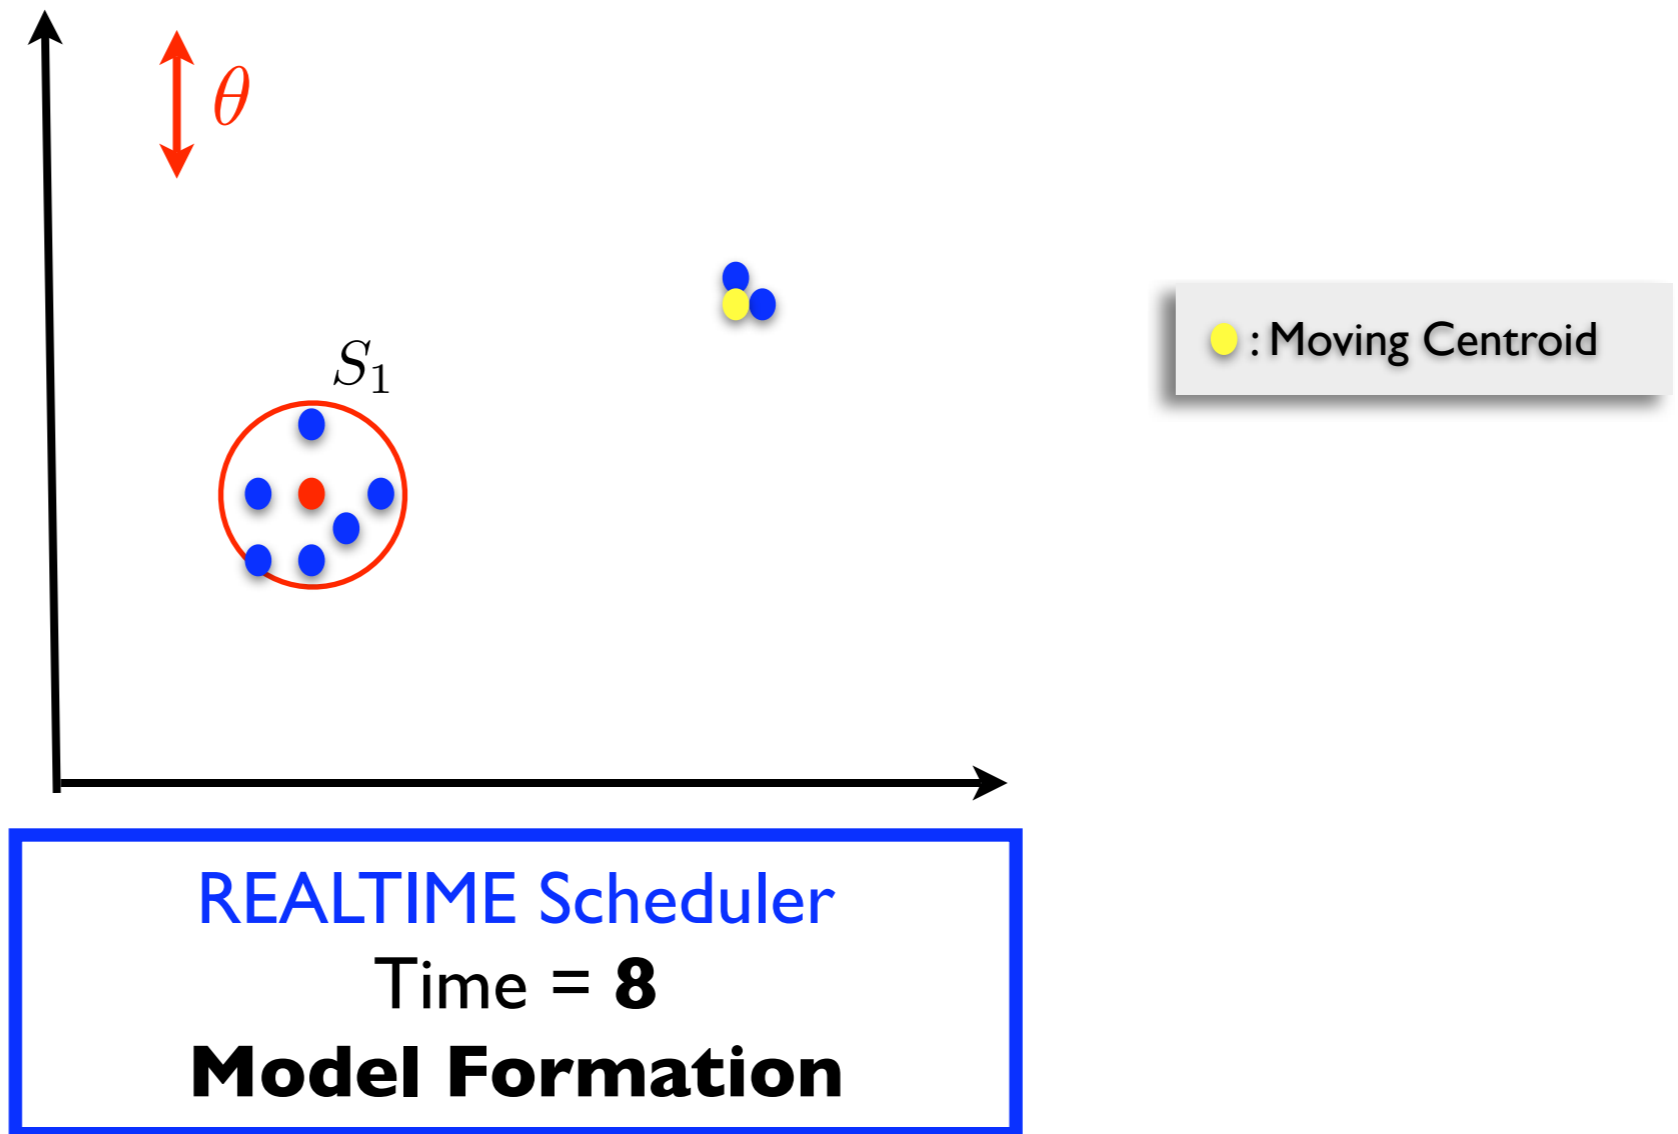 θ
S₁
: Moving Centroid
REALTIME Scheduler
Time = 8
Model Formation